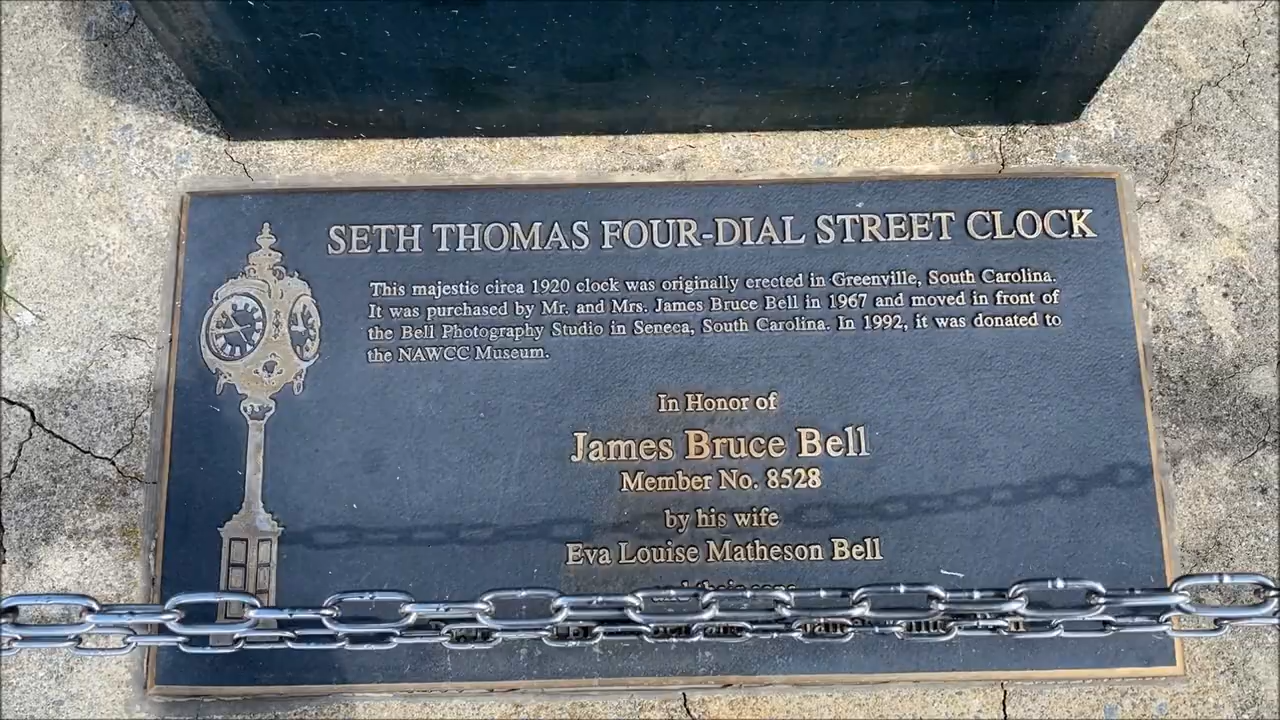 SETH THOMAS FOUR-DIAL STREET CLOCK
This majestic circa 1920 clock was originally erected in Greenville, South Carolina.
It was purchased by Mr. and Mrs. James Bruce Bell in 1967 and moved in front of
the Bell Photography Studio in Seneca, South Carolina. In 1992, it was donated to
the NAWCC Museum.
In Honor of
James Bruce Bell
Member No. 8528
by his wife
Eva Louise Matheson Bell
and their sons